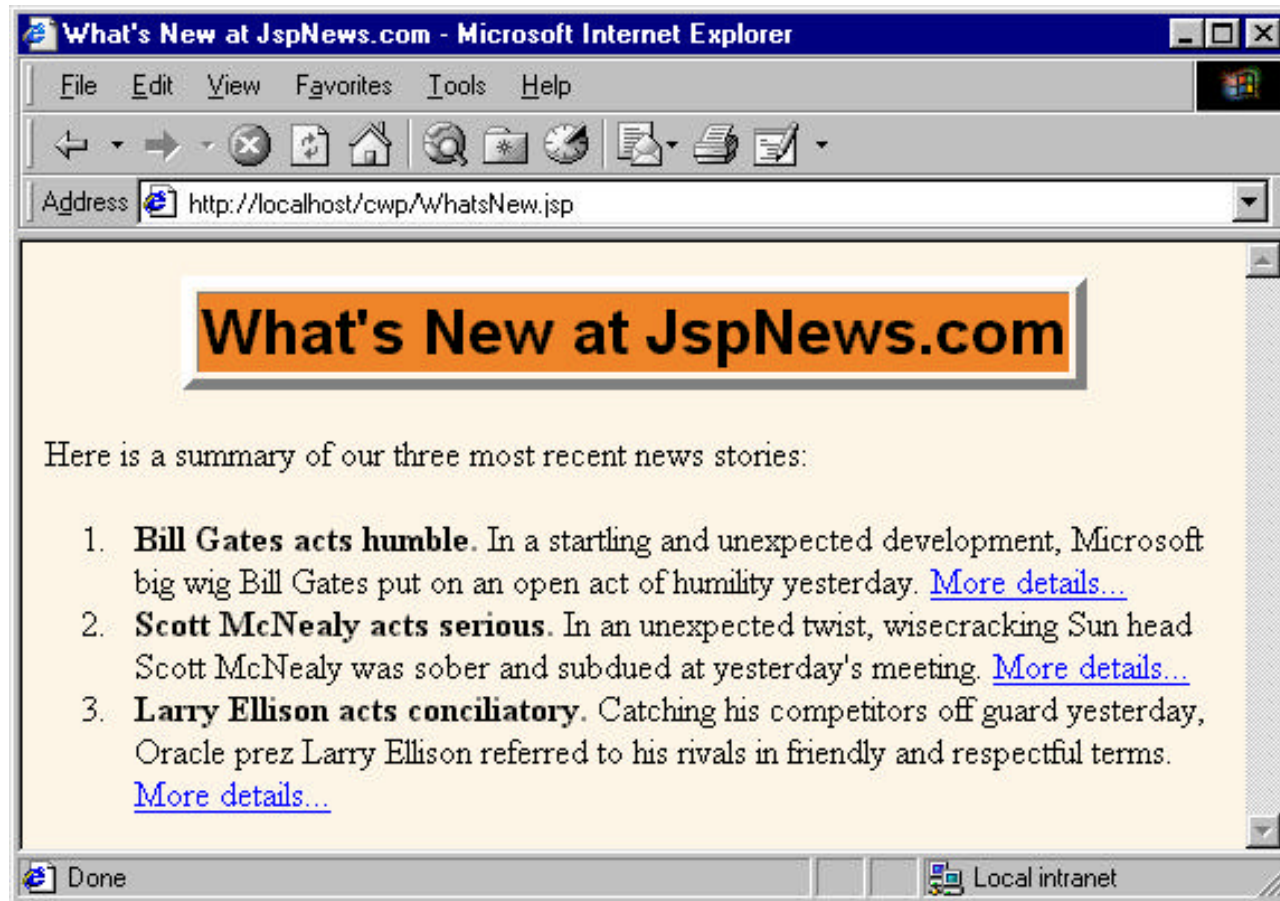 What's New at JspNews.com - Microsoft Internet Explorer
File Edit View Favorites Tools Help
Address http://localhost/cwp/WhatsNew.jsp
What's New at JspNews.com
Here is a summary of our three most recent news stories:
1. Bill Gates acts humble. In a startling and unexpected development, Microsoft
big wig Bill Gates put on an open act of humility yesterday. More details...
2. Scott McNealy acts serious. In an unexpected twist, wisecracking Sun head
Scott McNealy was sober and subdued at yesterday's meeting. More details...
3. Larry Ellison acts conciliatory. Catching his competitors off guard yesterday,
Oracle prez Larry Ellison referred to his rivals in friendly and respectful terms.
More details...
Done Local intranet